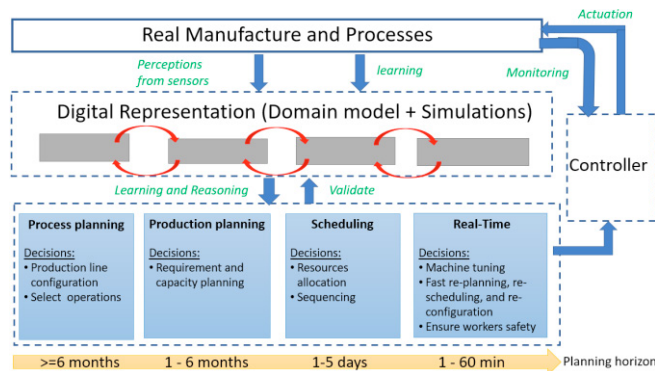 Actuation
Real Manufacture and Processes
Perceptions
from sensors
learning
Monitoring
Digital Representation (Domain model + Simulations)
Controller
Learning and Reasoning
Validate
Process planning
Decisions:
• Production line
configuration
• Select operations
Production planning
Decisions:
• Requirement and
capacity planning
Scheduling
Decisions:
• Resources
allocation
• Sequencing
Real-Time
Decisions:
• Machine tuning
• Fast re-planning, re-
scheduling, and re-
configuration
• Ensure workers safety
>=6 months
1 - 6 months
1-5 days
1 - 60 min
Planning horizon